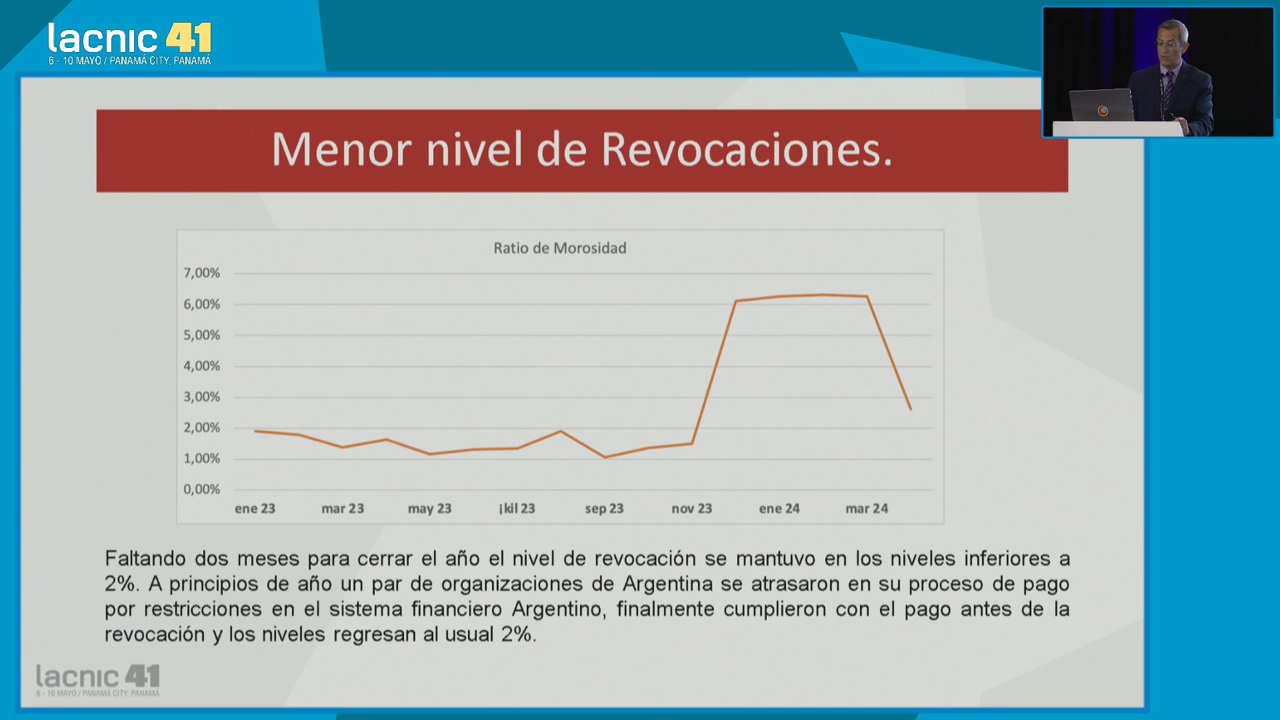 lacnic 41
6 - 10 MAYO / PANAMÁ CITY, PANAMÁ
Menor nivel de Revocaciones.
Ratio de Morosidad
7,00%
6,00%
5,00%
4,00%
3,00%
2,00%
1,00%
0,00%
ene 23 mar 23 may 23 ¡kil 23 sep 23 nov 23 ene 24 mar 24
Faltando dos meses para cerrar el año el nivel de revocación se mantuvo en los niveles inferiores a
2%. A principios de año un par de organizaciones de Argentina se atrasaron en su proceso de pago
por restricciones en el sistema financiero Argentino, finalmente cumplieron con el pago antes de la
revocación y los niveles regresan al usual 2%.
lacnic 41
6 - 10 MAYO / PANAMÁ CITY, PANAMÁ